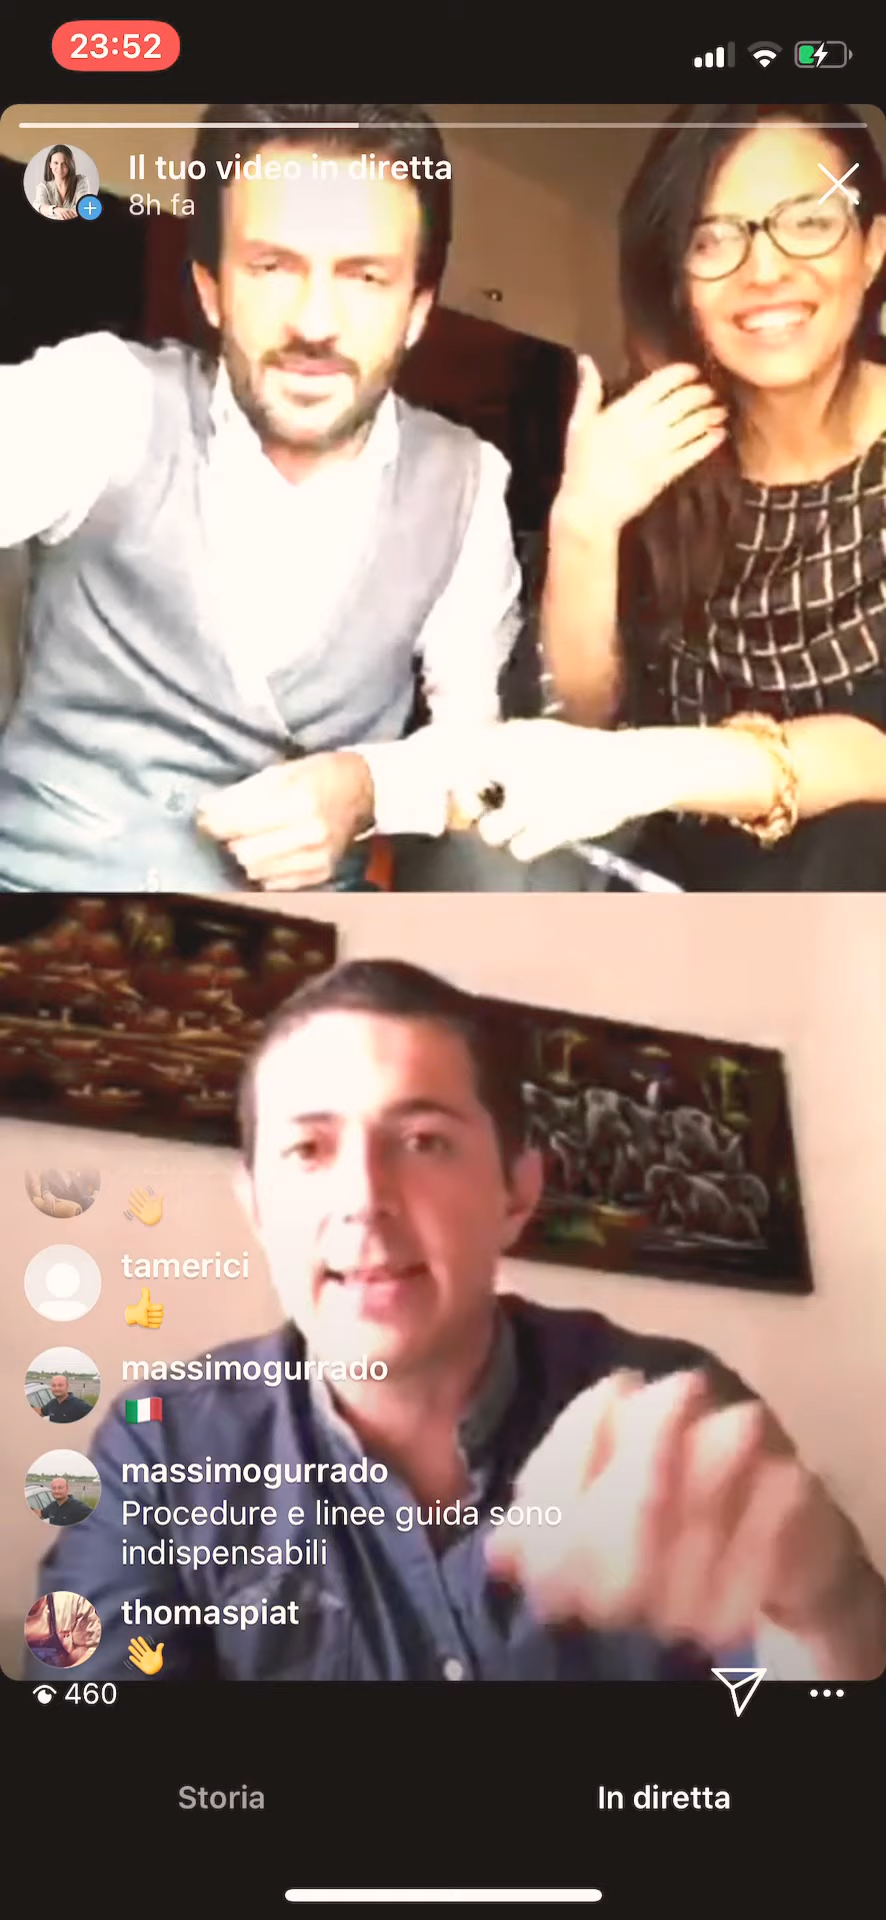 23:52
Il tuo video in diretta
8h fa
👋
tamerici
👍
massimogurrado
🇮🇹
massimogurrado
Procedure e linee guida sono
indispensabili
thomaspiat
👋
460
Storia
In diretta